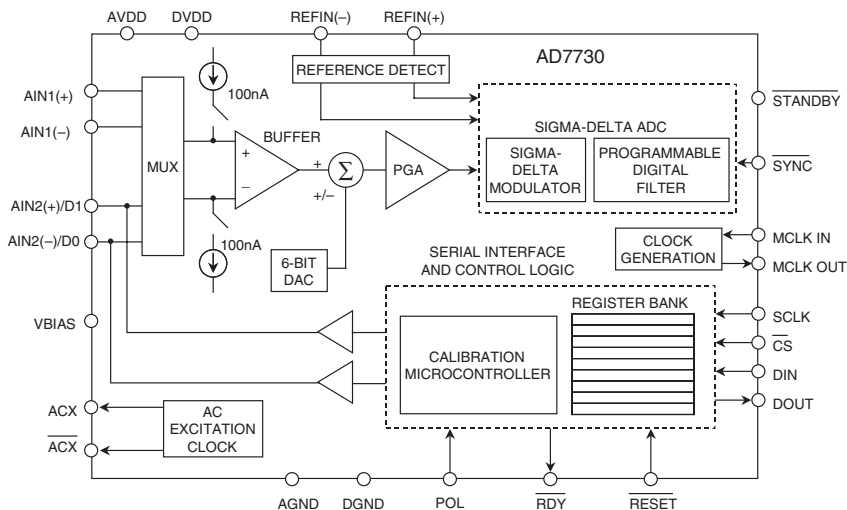 AVDD DVDD REFIN(–) REFIN(+)
AD7730
REFERENCE DETECT
AIN1(+)
100nA
STANDBY
AIN1(–)
BUFFER
SIGMA-DELTA ADC
MUX
+
–
+
+/–
Σ
PGA
SIGMA-
DELTA
MODULATOR
PROGRAMMABLE
DIGITAL
FILTER
SYNC
AIN2(+)/D1
AIN2(–)/D0
100nA
6-BIT
DAC
SERIAL INTERFACE
AND CONTROL LOGIC
CLOCK
GENERATION
MCLK IN
MCLK OUT
VBIAS
REGISTER BANK
SCLK
CS
CALIBRATION
MICROCONTROLLER
DIN
DOUT
ACX
ACX
AC
EXCITATION
CLOCK
AGND DGND POL RDY RESET